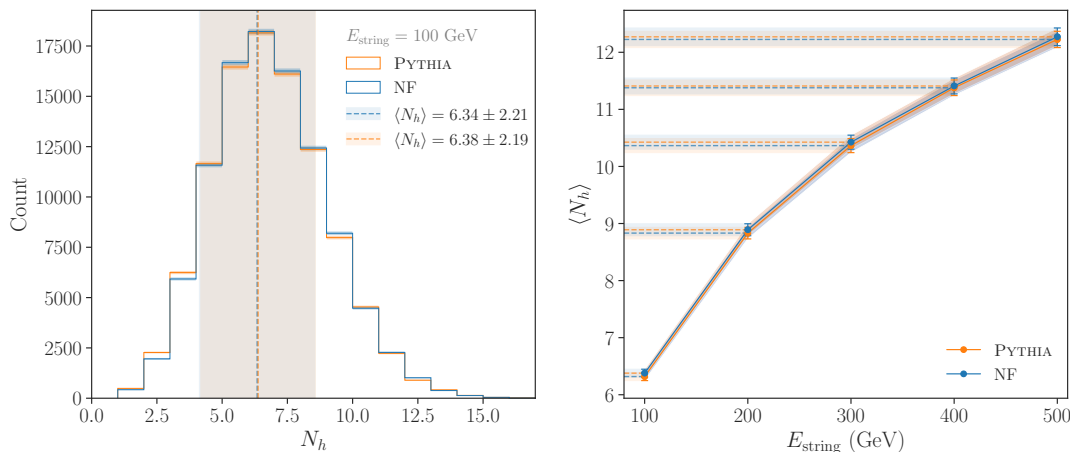 E_string = 100 GeV
PYTHIA
NF
⟨N_h⟩ = 6.34 ± 2.21
⟨N_h⟩ = 6.38 ± 2.19
17500
15000
12500
10000
7500
5000
2500
0
Count
0.0 2.5 5.0 7.5 10.0 12.5 15.0
N_h
12
11
10
9
8
7
6
⟨N_h⟩
PYTHIA
NF
100 200 300 400 500
E_string (GeV)